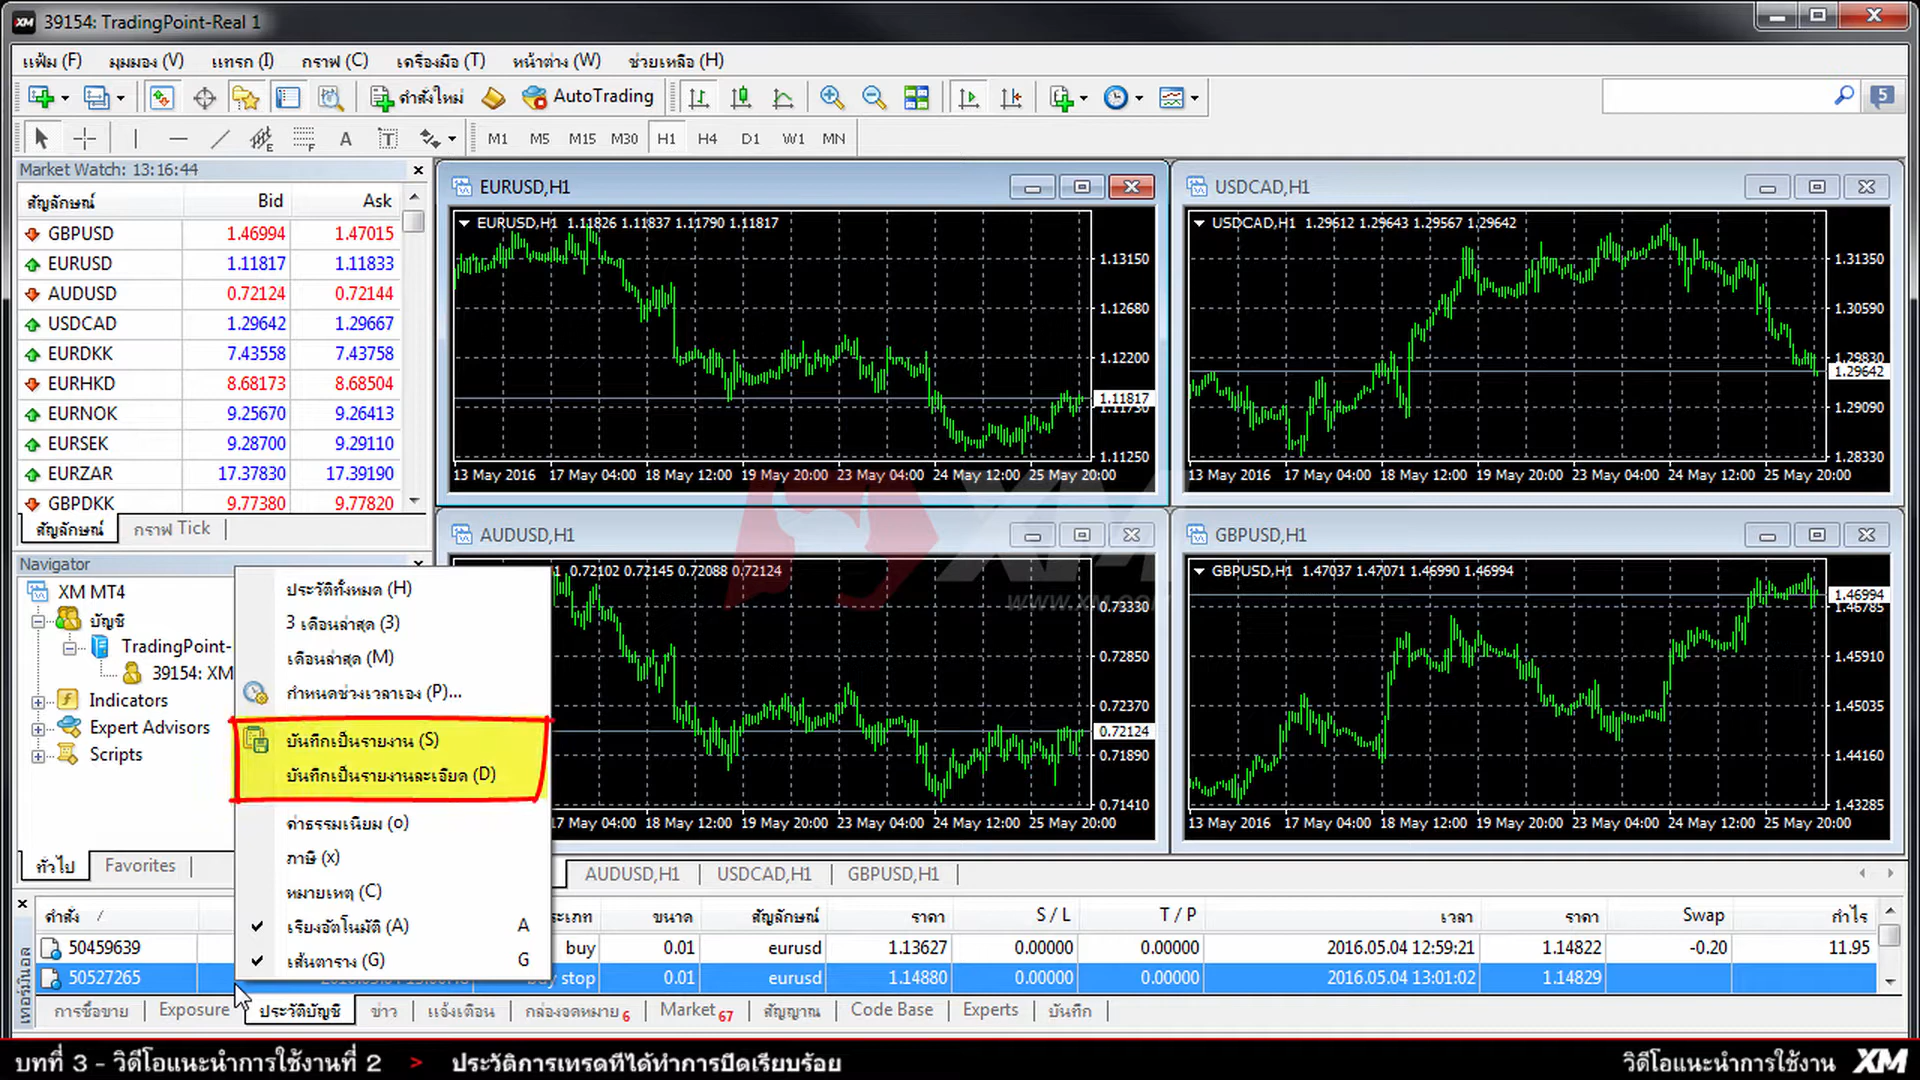 39154: TradingPoint-Real 1
แฟ้ม (F) มุมมอง (V) แทรก (I) กราฟ (C) เครื่องมือ (T) หน้าต่าง (W) ช่วยเหลือ (H)
คำสั่งใหม่ AutoTrading 5
M1 M5 M15 M30 H1 H4 D1 W1 MN
Market Watch: 13:16:44
สัญลักษณ์ Bid Ask
GBPUSD 1.46994 1.47015
EURUSD 1.11817 1.11833
AUDUSD 0.72124 0.72144
USDCAD 1.29642 1.29667
EURDKK 7.43558 7.43758
EURHKD 8.68173 8.68504
EURNOK 9.25670 9.26413
EURSEK 9.28700 9.29110
EURZAR 17.37830 17.39190
GBPDKK 9.77380 9.77820
สัญลักษณ์ กราฟ Tick
EURUSD,H1
EURUSD,H1 1.11826 1.11837 1.11790 1.11817
1.13150
1.12680
1.12200
1.11817
1.11250
13 May 2016 17 May 04:00 18 May 12:00 19 May 20:00 23 May 04:00 24 May 12:00 25 May 20:00
USDCAD,H1
USDCAD,H1 1.29612 1.29643 1.29567 1.29642
1.31350
1.30590
1.29830
1.29642
1.29090
1.28330
13 May 2016 17 May 04:00 18 May 12:00 19 May 20:00 23 May 04:00 24 May 12:00 25 May 20:00
Navigator
XM MT4
บัญชี
TradingPoint-
39154: XM
Indicators
Expert Advisors
Scripts
ทั่วไป Favorites
ประวัติทั้งหมด (H)
3 เดือนล่าสุด (3)
เดือนล่าสุด (M)
กำหนดช่วงเวลาเอง (P)...
บันทึกเป็นรายงาน (S)
บันทึกเป็นรายงานละเอียด (D)
ค่าธรรมเนียม (o)
ภาษี (x)
หมายเหตุ (C)
เรียงอัตโนมัติ (A) A
เส้นตาราง (G) G
AUDUSD,H1
0.72102 0.72145 0.72088 0.72124
0.73330
0.72850
0.72370
0.72124
0.71890
0.71410
17 May 04:00 18 May 12:00 19 May 20:00 23 May 04:00 24 May 12:00 25 May 20:00
GBPUSD,H1
GBPUSD,H1 1.47037 1.47071 1.46990 1.46994
1.46994
1.46785
1.45910
1.45035
1.44160
1.43285
13 May 2016 17 May 04:00 18 May 12:00 19 May 20:00 23 May 04:00 24 May 12:00 25 May 20:00
XM
AUDUSD,H1 USDCAD,H1 GBPUSD,H1
คำสั่ง / ขนาด สัญลักษณ์ ราคา S / L T / P เวลา ราคา Swap กำไร
50459639 buy 0.01 eurusd 1.13627 0.00000 0.00000 2016.05.04 12:59:21 1.14822 -0.20 11.95
50527265 stop 0.01 eurusd 1.14880 0.00000 0.00000 2016.05.04 13:01:02 1.14829
เทอร์มินอล
การซื้อขาย Exposure ประวัติบัญชี ข่าว แจ้งเตือน กล่องจดหมาย 6 Market 67 สัญญาณ Code Base Experts บันทึก
บทที่ 3 - วิดีโอแนะนำการใช้งานที่ 2 > ประวัติการเทรดที่ได้ทำการปิดเรียบร้อย วิดีโอแนะนำการใช้งาน XM